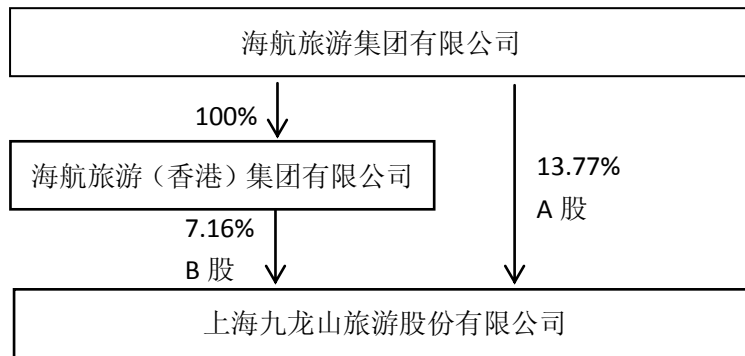 海航旅游集团有限公司
100%
海航旅游（香港）集团有限公司
13.77%
A 股
7.16%
B 股
上海九龙山旅游股份有限公司